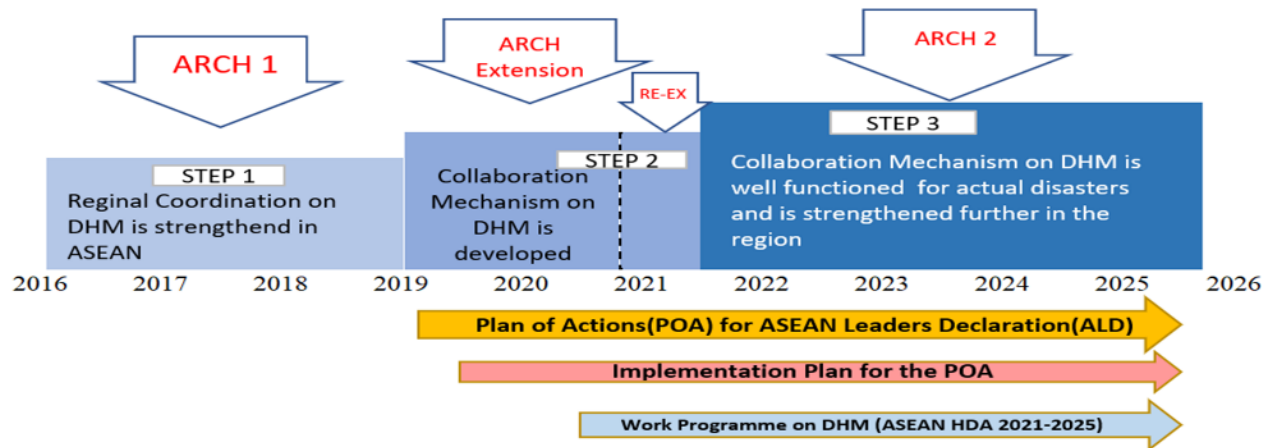 ARCH 1
ARCH
Extension
RE-EX
ARCH 2
STEP 1
Reginal Coordination on
DHM is strengthend in
ASEAN
STEP 2
Collaboration
Mechanism on
DHM is
developed
STEP 3
Collaboration Mechanism on DHM is
well functioned for actual disasters
and is strengthened further in the
region
2016 2017 2018 2019 2020 2021 2022 2023 2024 2025 2026
Plan of Actions(POA) for ASEAN Leaders Declaration(ALD)
Implementation Plan for the POA
Work Programme on DHM (ASEAN HDA 2021-2025)